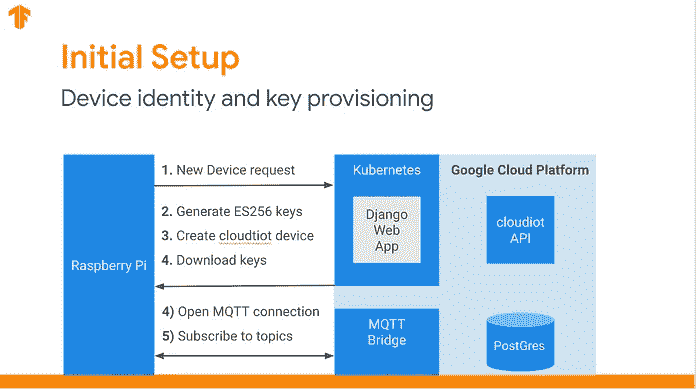 Initial Setup
Device identity and key provisioning
1. New Device request
2. Generate ES256 keys
3. Create cloudtiot device
4. Download keys
4) Open MQTT connection
5) Subscribe to topics
Raspberry Pi
Kubernetes
Django
Web
App
MQTT
Bridge
Google Cloud Platform
cloudiot
API
PostGres